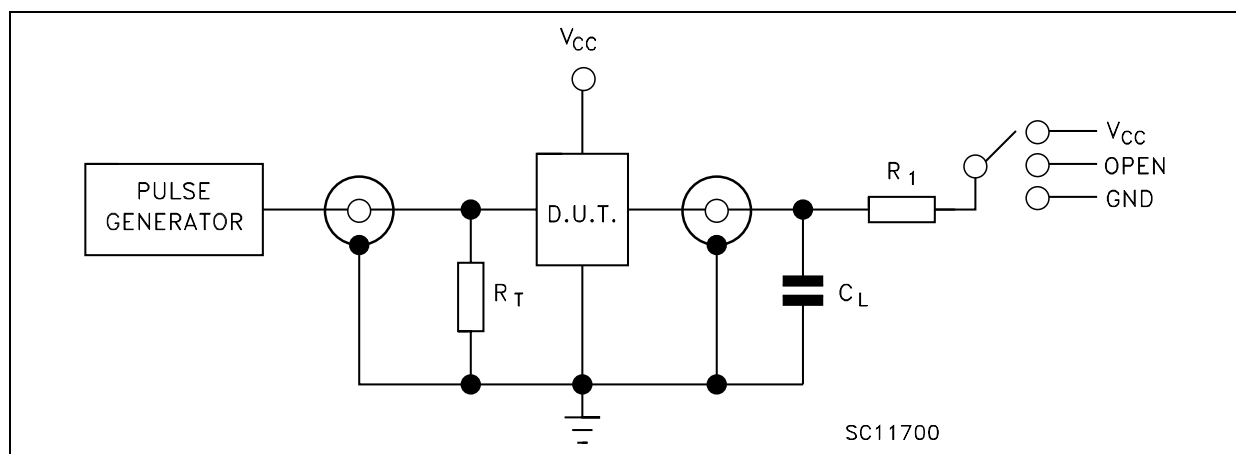 VCC
PULSE
GENERATOR
RT
D.U.T.
CL
R1
VCC
OPEN
GND
SC11700